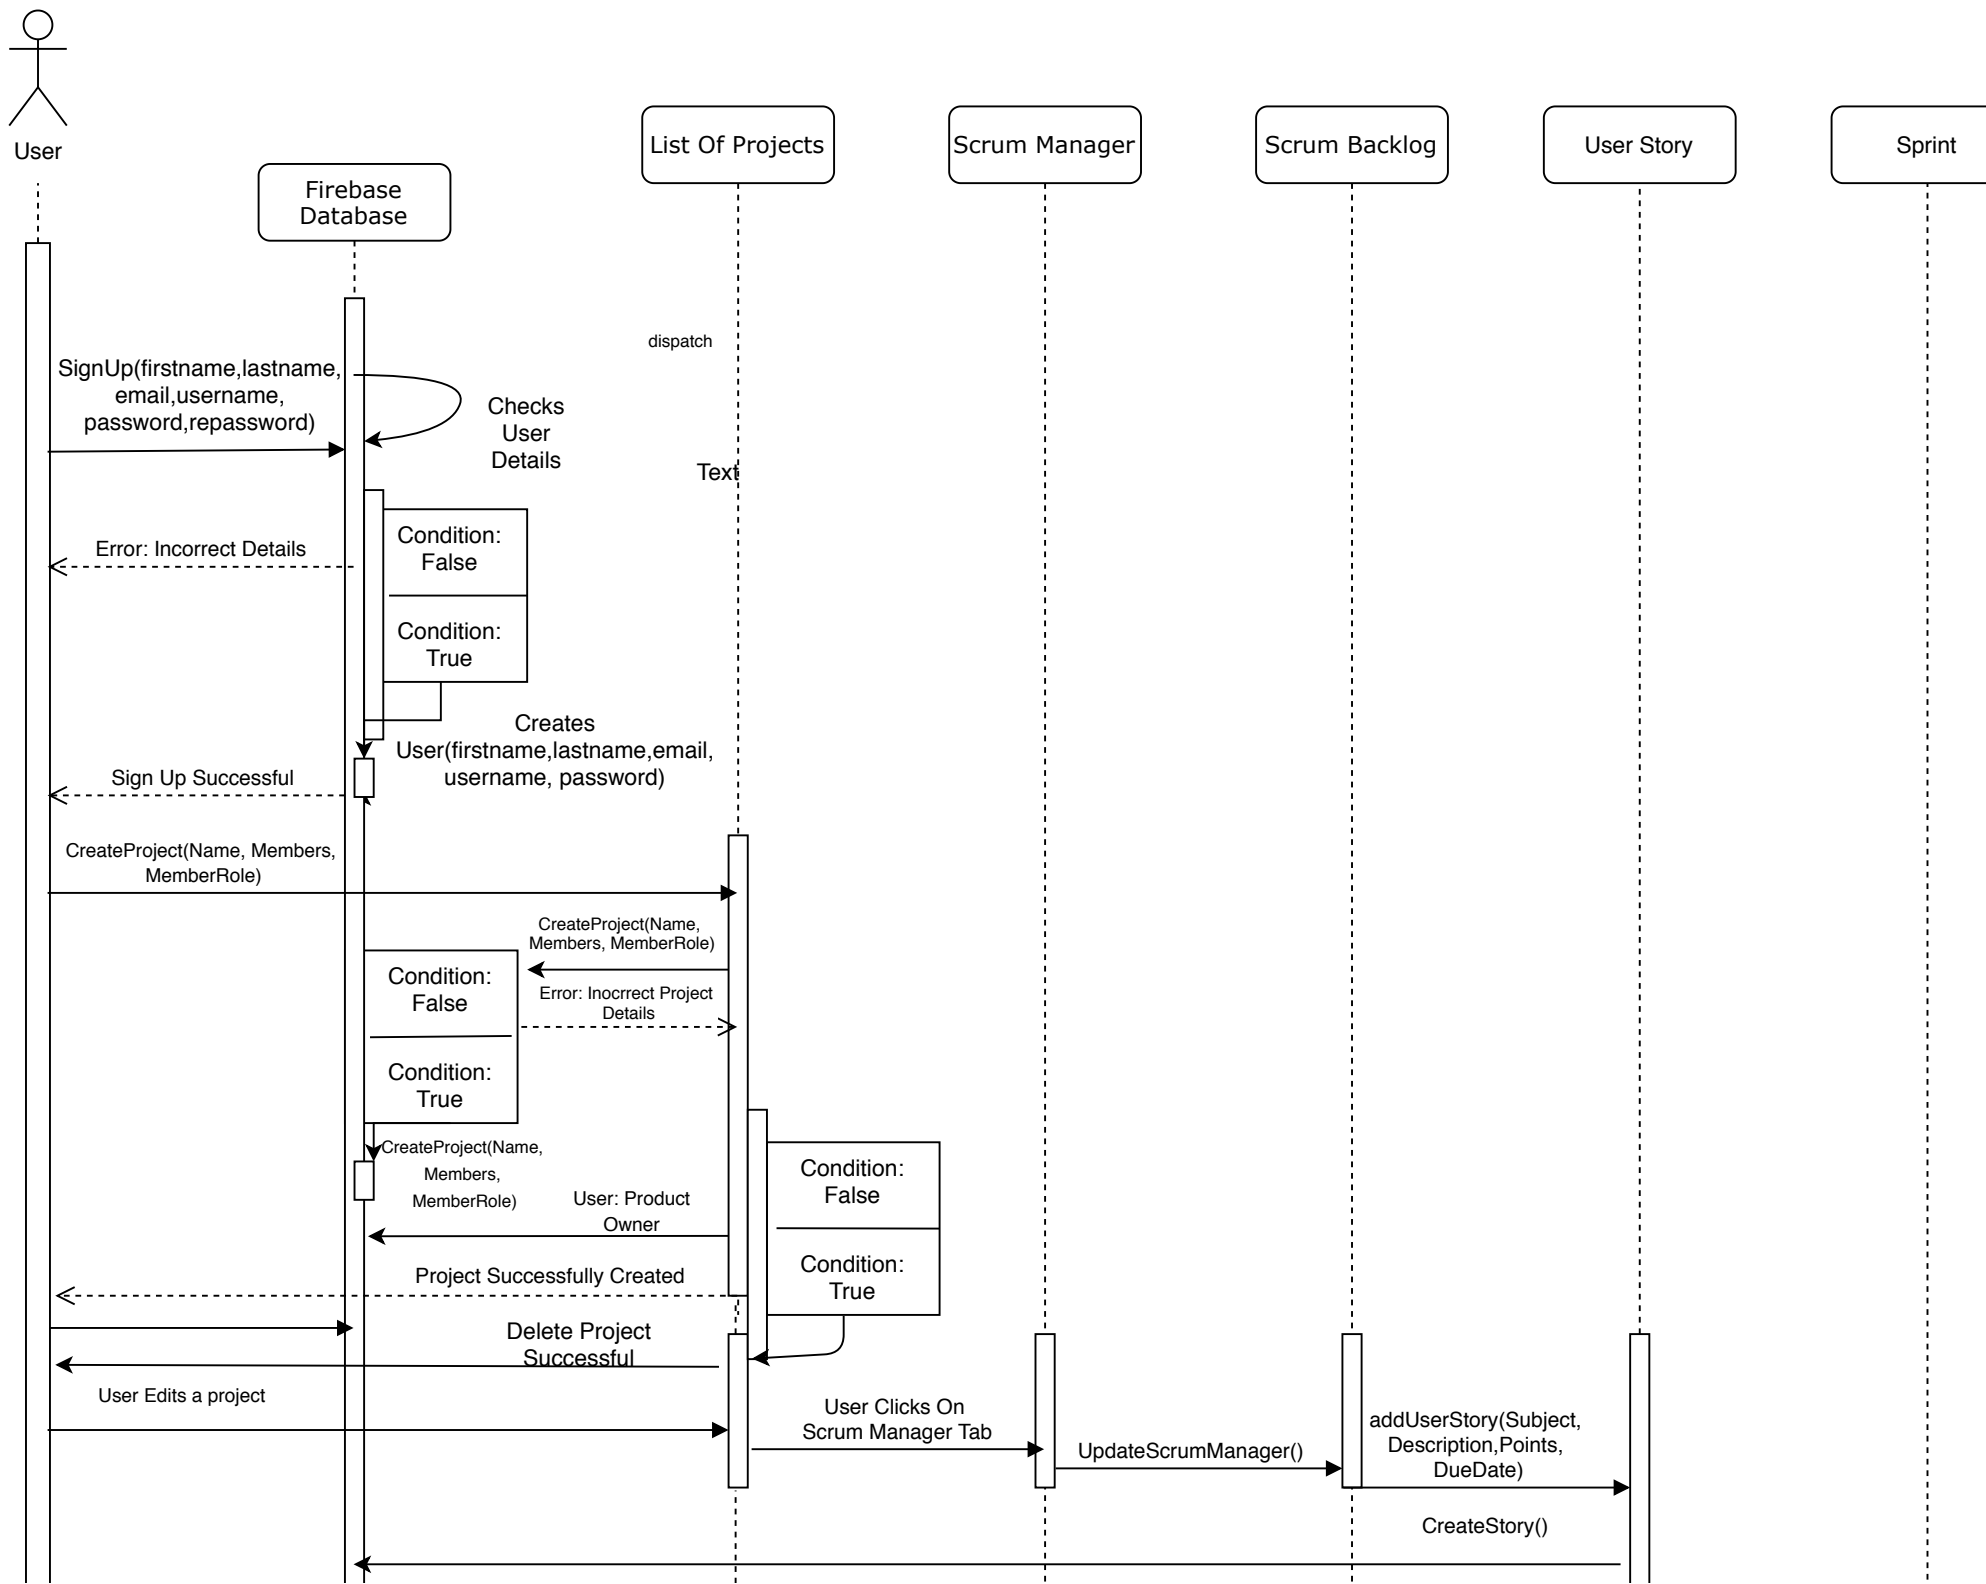 User
Firebase
Database
List Of Projects
Scrum Manager
Scrum Backlog
User Story
Sprint
dispatch
SignUp(firstname,lastname,
email,username,
password,repassword)
Checks
User
Details
Text
Condition:
False
Error: Incorrect Details
Condition:
True
Creates
User(firstname,lastname,email,
username, password)
Sign Up Successful
CreateProject(Name, Members,
MemberRole)
CreateProject(Name,
Members, MemberRole)
Condition:
False
Error: Inocrrect Project
Details
Condition:
True
CreateProject(Name,
Members,
MemberRole)
User: Product
Owner
Condition:
False
Condition:
True
Project Successfully Created
Delete Project
Successful
User Edits a project
User Clicks On
Scrum Manager Tab
UpdateScrumManager()
addUserStory(Subject,
Description,Points,
DueDate)
CreateStory()